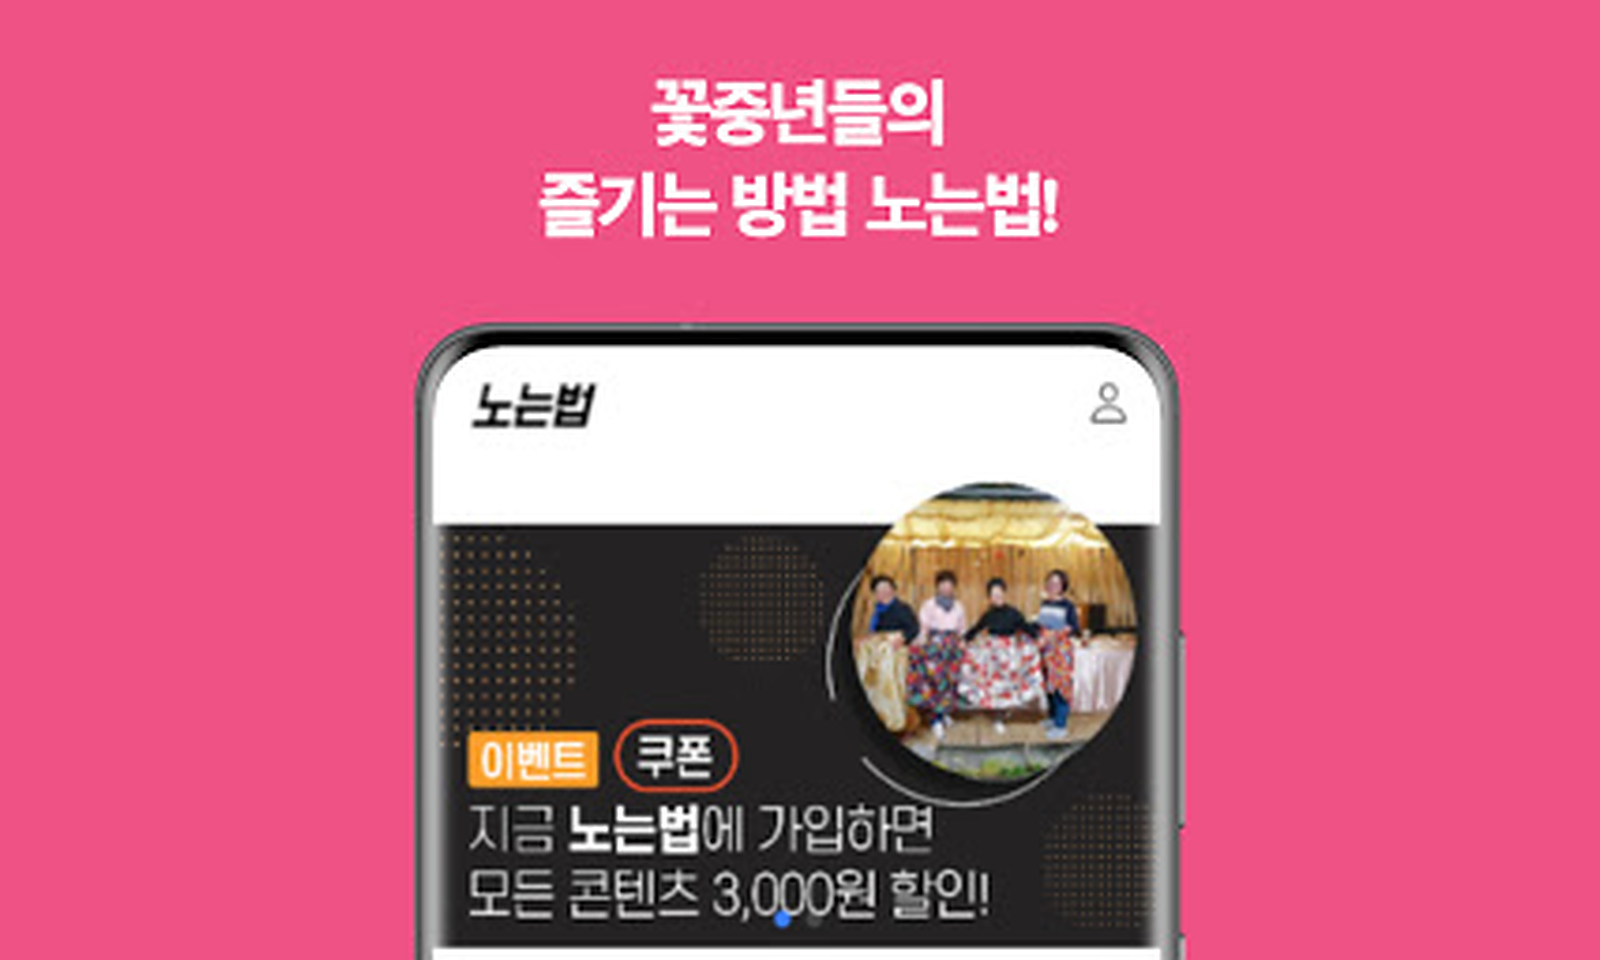 꽃중년들의
즐기는 방법 노는법!
노는법
이벤트 쿠폰
지금 노는법에 가입하면
모든 콘텐츠 3,000원 할인!